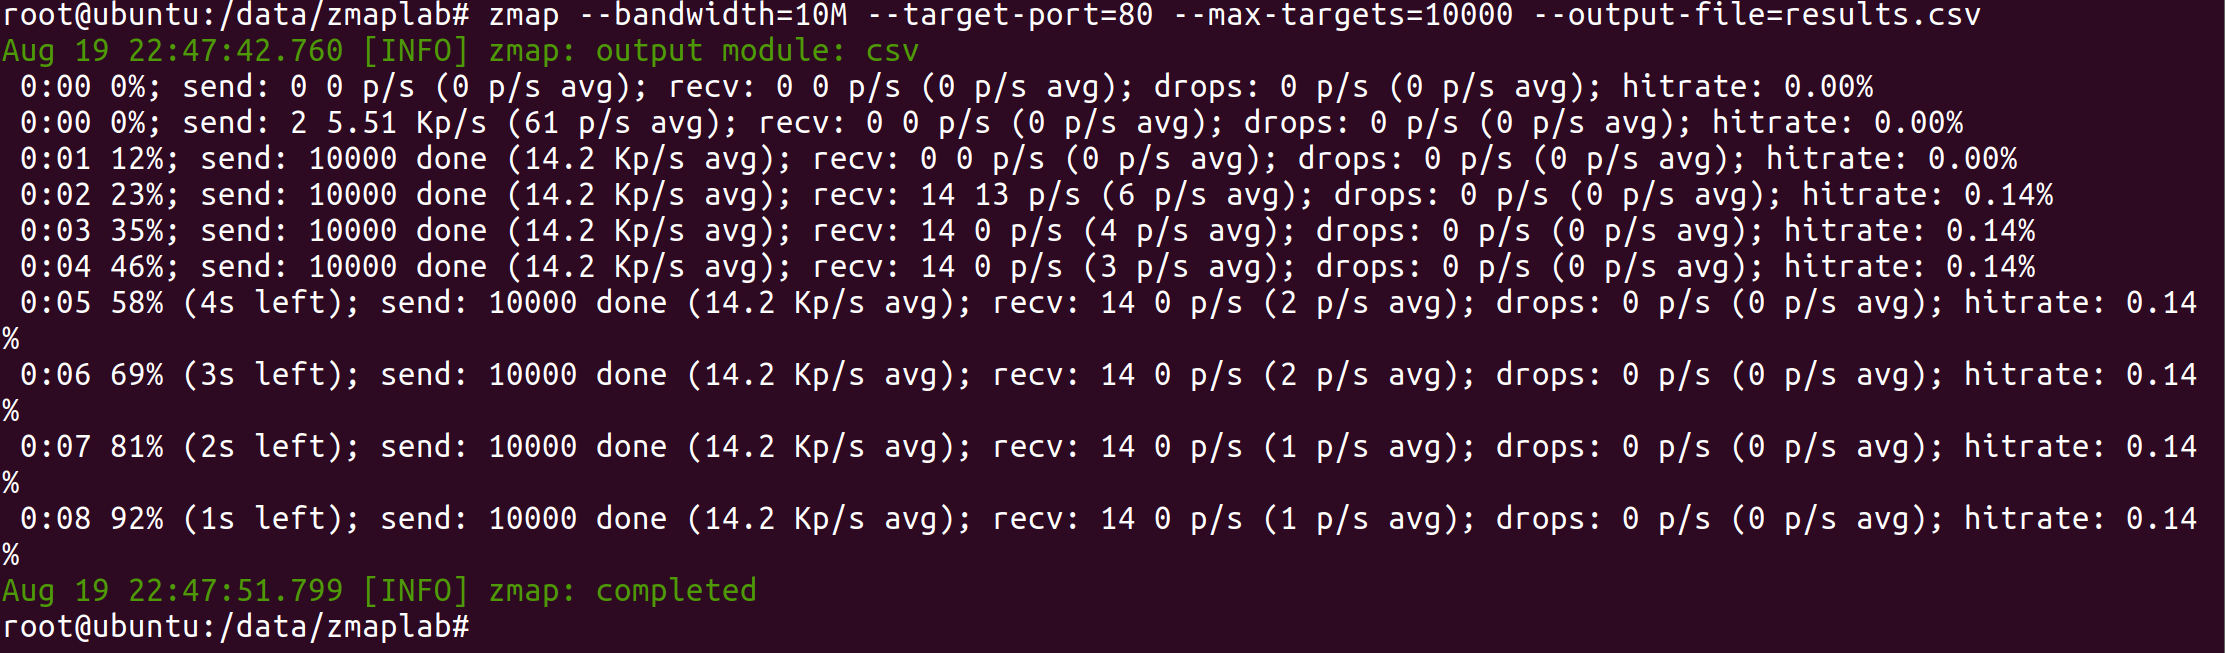 root@ubuntu:/data/zmaplab# zmap --bandwidth=10M --target-port=80 --max-targets=10000 --output-file=results.csv
Aug 19 22:47:42.760 [INFO] zmap: output module: csv
 0:00 0%; send: 0 0 p/s (0 p/s avg); recv: 0 0 p/s (0 p/s avg); drops: 0 p/s (0 p/s avg); hitrate: 0.00%
 0:00 0%; send: 2 5.51 Kp/s (61 p/s avg); recv: 0 0 p/s (0 p/s avg); drops: 0 p/s (0 p/s avg); hitrate: 0.00%
 0:01 12%; send: 10000 done (14.2 Kp/s avg); recv: 0 0 p/s (0 p/s avg); drops: 0 p/s (0 p/s avg); hitrate: 0.00%
 0:02 23%; send: 10000 done (14.2 Kp/s avg); recv: 14 13 p/s (6 p/s avg); drops: 0 p/s (0 p/s avg); hitrate: 0.14%
 0:03 35%; send: 10000 done (14.2 Kp/s avg); recv: 14 0 p/s (4 p/s avg); drops: 0 p/s (0 p/s avg); hitrate: 0.14%
 0:04 46%; send: 10000 done (14.2 Kp/s avg); recv: 14 0 p/s (3 p/s avg); drops: 0 p/s (0 p/s avg); hitrate: 0.14%
 0:05 58% (4s left); send: 10000 done (14.2 Kp/s avg); recv: 14 0 p/s (2 p/s avg); drops: 0 p/s (0 p/s avg); hitrate: 0.14
%
 0:06 69% (3s left); send: 10000 done (14.2 Kp/s avg); recv: 14 0 p/s (2 p/s avg); drops: 0 p/s (0 p/s avg); hitrate: 0.14
%
 0:07 81% (2s left); send: 10000 done (14.2 Kp/s avg); recv: 14 0 p/s (1 p/s avg); drops: 0 p/s (0 p/s avg); hitrate: 0.14
%
 0:08 92% (1s left); send: 10000 done (14.2 Kp/s avg); recv: 14 0 p/s (1 p/s avg); drops: 0 p/s (0 p/s avg); hitrate: 0.14
%
Aug 19 22:47:51.799 [INFO] zmap: completed
root@ubuntu:/data/zmaplab#